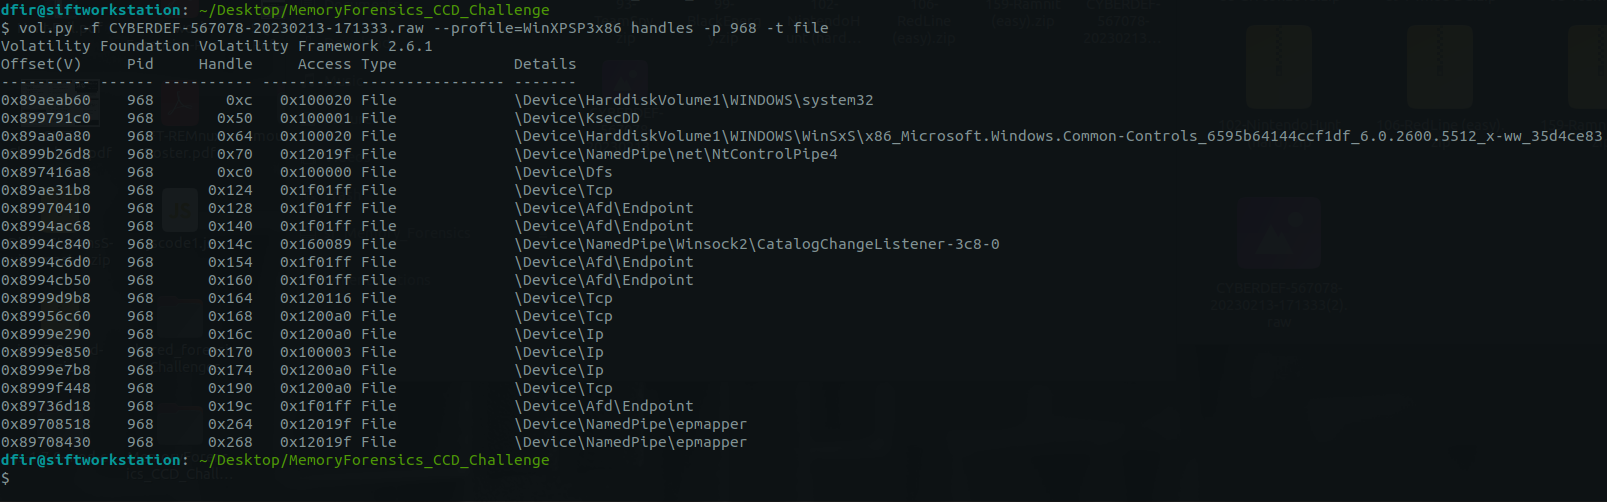 dfir@siftworkstation: ~/Desktop/MemoryForensics_CCD_Challenge
$ vol.py -f CYBERDEF-567078-20230213-171333.raw --profile=WinXPSP3x86 handles -p 968 -t file
Volatility Foundation Volatility Framework 2.6.1
Offset(V) Pid Handle Access Type Details
---------- ------ ---------- ---------- ---------------- -------
0x89aeab60 968 0xc 0x100020 File \Device\HarddiskVolume1\WINDOWS\system32
0x899791c0 968 0x50 0x100001 File \Device\KsecDD
0x89aa0a80 968 0x64 0x100020 File \Device\HarddiskVolume1\WINDOWS\WinSxS\x86_Microsoft.Windows.Common-Controls_6595b64144ccf1df_6.0.2600.5512_x-ww_35d4ce83
0x899b26d8 968 0x70 0x12019f File \Device\NamedPipe\net\NtControlPipe4
0x897416a8 968 0xc0 0x100000 File \Device\Dfs
0x89ae31b8 968 0x124 0x1f01ff File \Device\Tcp
0x89970410 968 0x128 0x1f01ff File \Device\Afd\Endpoint
0x8994ac68 968 0x140 0x1f01ff File \Device\Afd\Endpoint
0x8994c840 968 0x14c 0x160089 File \Device\NamedPipe\Winsock2\CatalogChangeListener-3c8-0
0x8994c6d0 968 0x154 0x1f01ff File \Device\Afd\Endpoint
0x8994cb50 968 0x160 0x1f01ff File \Device\Afd\Endpoint
0x8999d9b8 968 0x164 0x120116 File \Device\Tcp
0x89956c60 968 0x168 0x1200a0 File \Device\Tcp
0x8999e290 968 0x16c 0x1200a0 File \Device\Ip
0x8999e850 968 0x170 0x100003 File \Device\Ip
0x8999e7b8 968 0x174 0x1200a0 File \Device\Ip
0x8999f448 968 0x190 0x1200a0 File \Device\Tcp
0x89736d18 968 0x19c 0x1f01ff File \Device\Afd\Endpoint
0x89708518 968 0x264 0x12019f File \Device\NamedPipe\epmapper
0x89708430 968 0x268 0x12019f File \Device\NamedPipe\epmapper
dfir@siftworkstation: ~/Desktop/MemoryForensics_CCD_Challenge
$